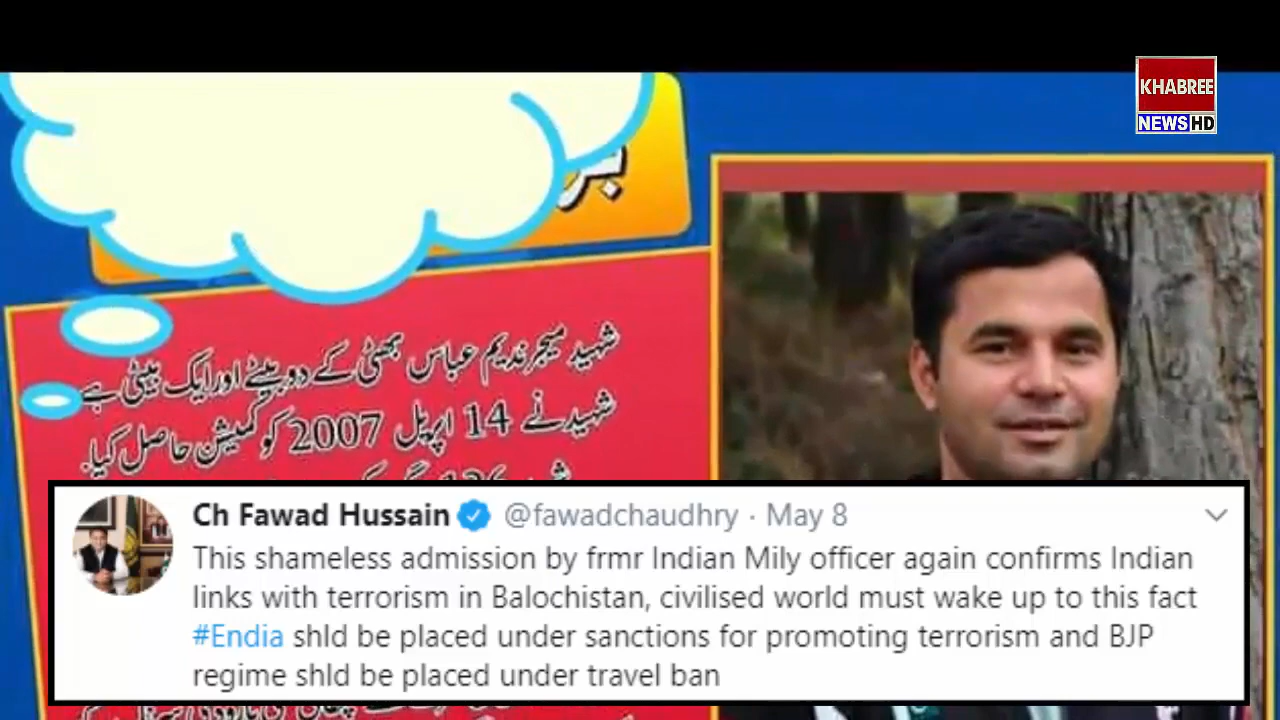 KHABREE
NEWS HD
شہید میجر ندیم عباس بھٹی کے دو بیٹے اور ایک بیٹی ہے
شہید نے 14 اپریل 2007 کو کمیشن حاصل کیا.
Ch Fawad Hussain @fawadchaudhry · May 8
This shameless admission by frmr Indian Mily officer again confirms Indian
links with terrorism in Balochistan, civilised world must wake up to this fact
#Endia shld be placed under sanctions for promoting terrorism and BJP
regime shld be placed under travel ban